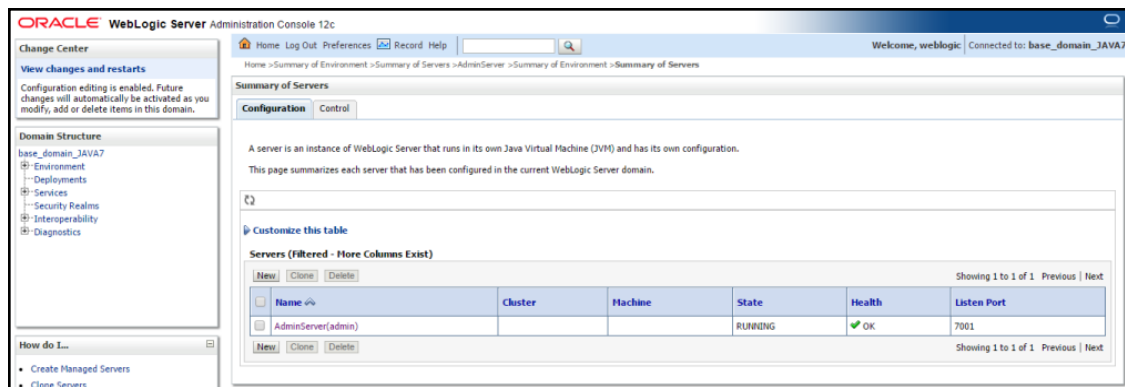 ORACLE WebLogic Server Administration Console 12c
Change Center
View changes and restarts
Configuration editing is enabled. Future
changes will automatically be activated as you
modify, add or delete items in this domain.
Domain Structure
base_domain_JAVA7
Environment
Deployments
Services
Security Realms
Interoperability
Diagnostics
How do I...
Create Managed Servers
Clone Servers
Home Log Out Preferences Record Help
Welcome, weblogic Connected to: base_domain_JAVA7
Home >Summary of Environment >Summary of Servers >AdminServer >Summary of Environment >Summary of Servers
Summary of Servers
Configuration Control
A server is an instance of WebLogic Server that runs in its own Java Virtual Machine (JVM) and has its own configuration.
This page summarizes each server that has been configured in the current WebLogic Server domain.
Customize this table
Servers (Filtered - More Columns Exist)
New Clone Delete Showing 1 to 1 of 1 Previous | Next
Name Cluster Machine State Health Listen Port
AdminServer(admin) RUNNING OK 7001
New Clone Delete Showing 1 to 1 of 1 Previous | Next